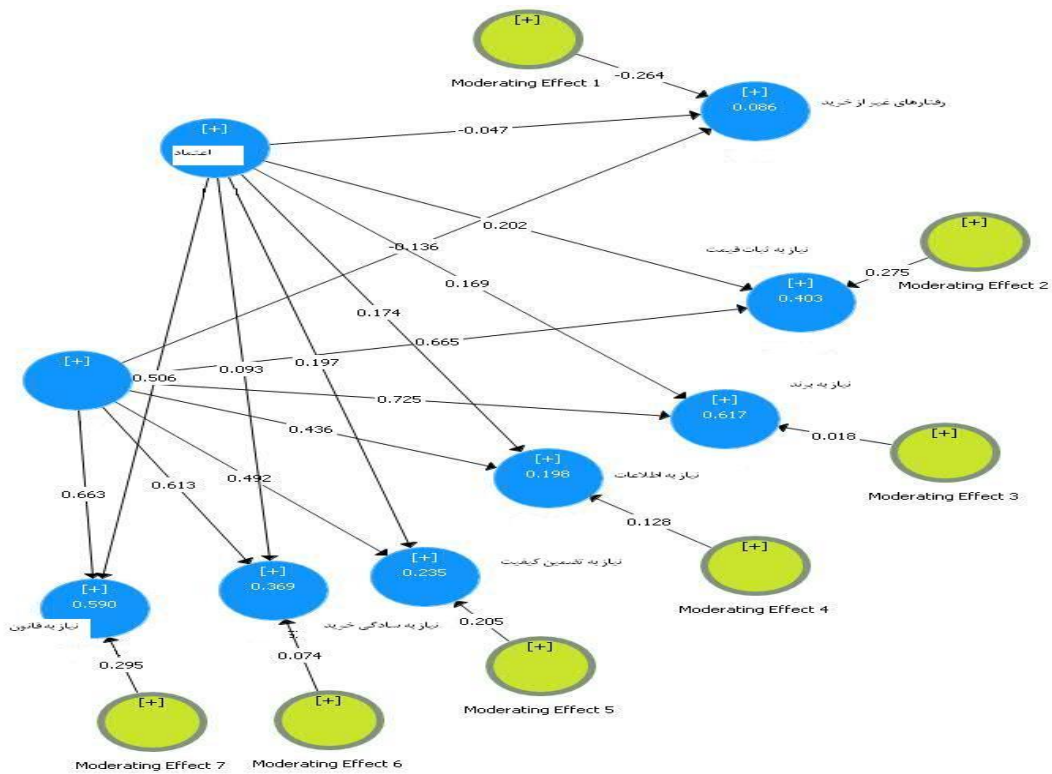 [+]
Moderating Effect 1
-0.264
[+]
0.086
رفتارهای غیر از خرید
[+]
اعتماد
-0.047
0.202
-0.136
نیاز به ثبات قیمت
[+]
0.275
Moderating Effect 2
[+]
0.403
0.169
0.174
0.665
[+]
0.506
0.093
0.197
0.725
نیاز به برند
[+]
0.617
0.018
[+]
Moderating Effect 3
0.436
0.663
0.613
0.492
[+]
0.198
نیاز به اطلاعات
0.128
[+]
Moderating Effect 4
[+]
0.235
نیاز به تضمین کیفیت
[+]
0.369
نیاز به سادگی خرید
[+]
0.590
نیاز به قانون
0.205
[+]
Moderating Effect 5
0.074
0.295
[+]
Moderating Effect 6
[+]
Moderating Effect 7